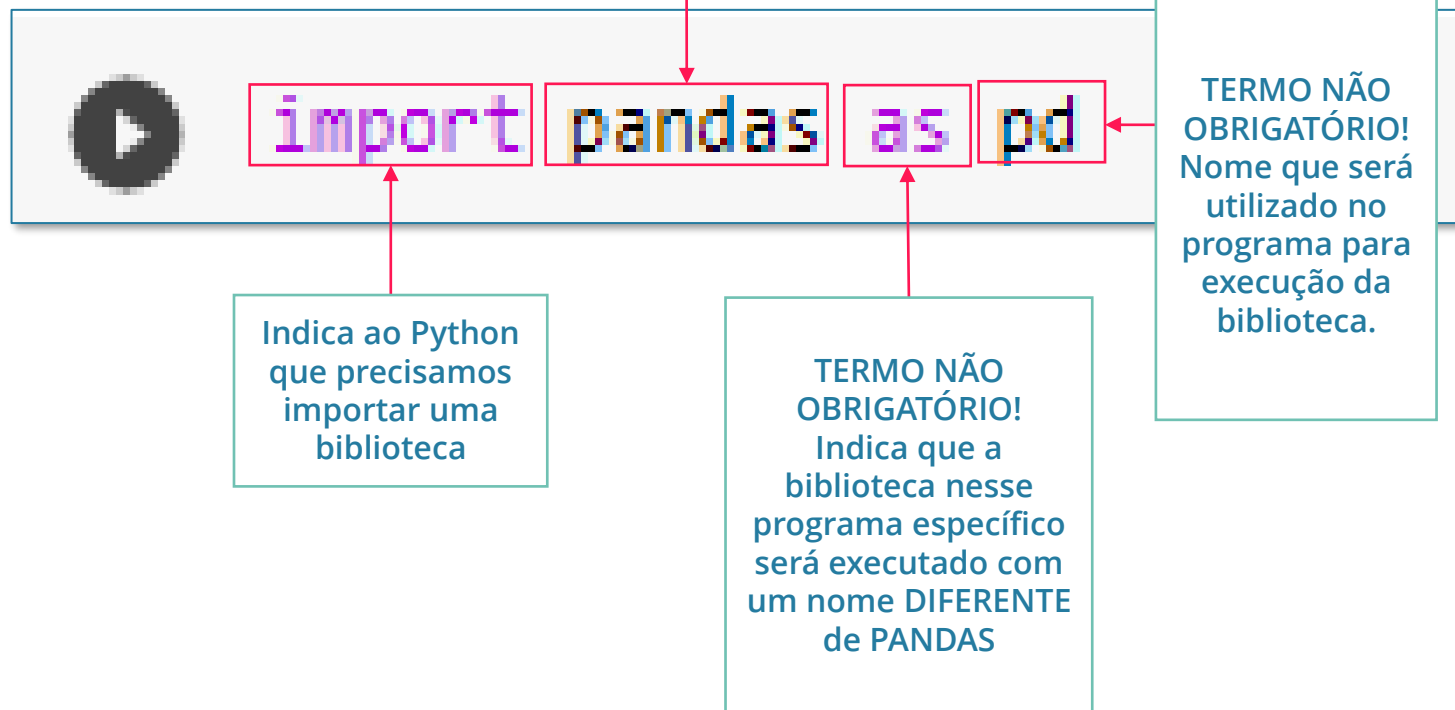 import pandas as pd
TERMO NÃO
OBRIGATÓRIO!
Nome que será
utilizado no
programa para
execução da
biblioteca.
Indica ao Python
que precisamos
importar uma
biblioteca
TERMO NÃO
OBRIGATÓRIO!
Indica que a
biblioteca nesse
programa específico
será executado com
um nome DIFERENTE
de PANDAS